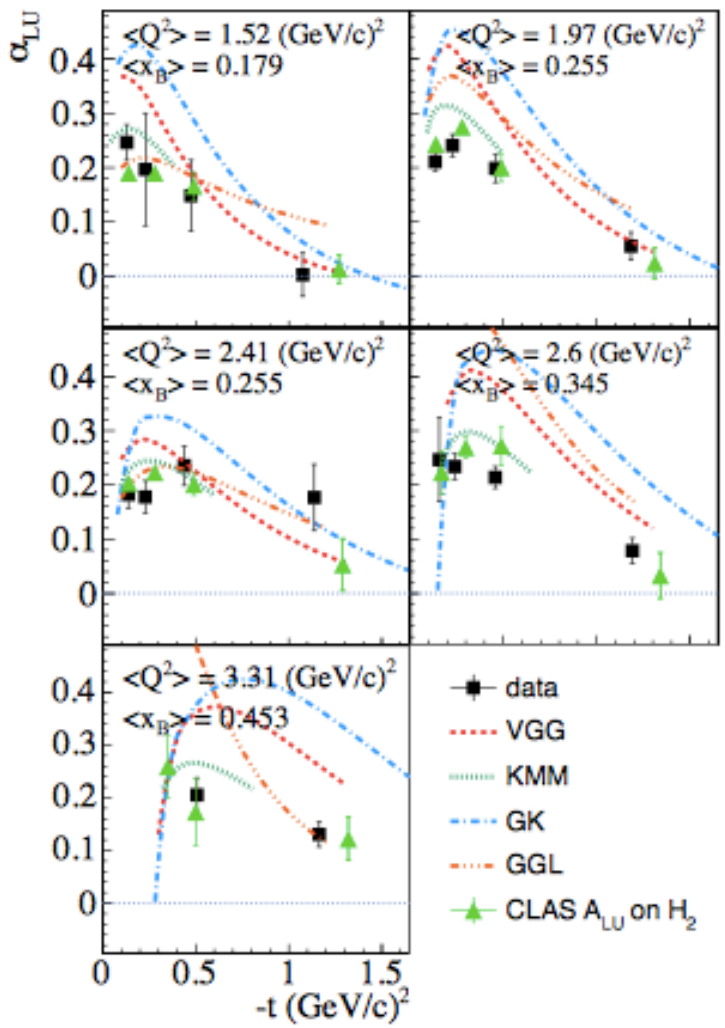 α_LU
<Q²> = 1.52 (GeV/c)²
<x_B> = 0.179
<Q²> = 1.97 (GeV/c)²
<x_B> = 0.255
0.4
0.3
0.2
0.1
0
<Q²> = 2.41 (GeV/c)²
<x_B> = 0.255
<Q²> = 2.6 (GeV/c)²
<x_B> = 0.345
0.4
0.3
0.2
0.1
0
<Q²> = 3.31 (GeV/c)²
<x_B> = 0.453
0.4
0.3
0.2
0.1
0
data
VGG
KMM
GK
GGL
CLAS A_LU on H₂
0 0.5 1 1.5
-t (GeV/c)²